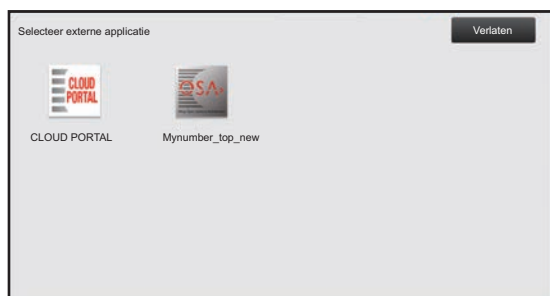 Selecteer externe applicatie
Verlaten
CLOUD
PORTAL
OSA
CLOUD PORTAL
Mynumber_top_new